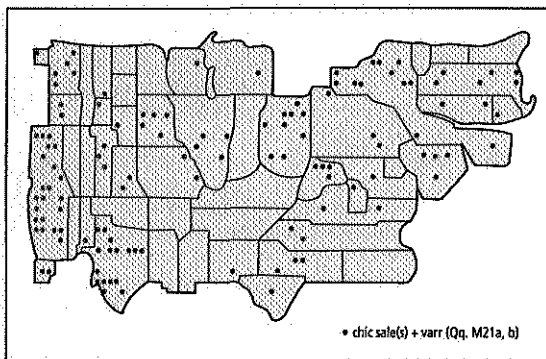 • chic sale(s) + varr (Qq. M21a, b)